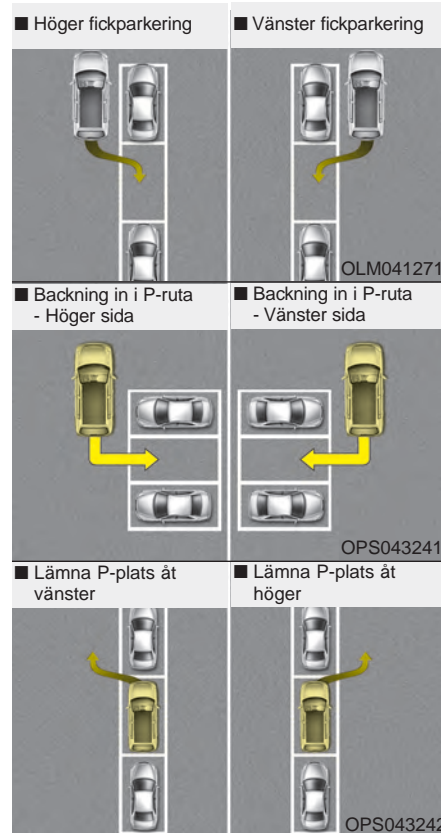 ■ Höger fickparkering
■ Vänster fickparkering
OLM041271
■ Backning in i P-ruta
- Höger sida
■ Backning in i P-ruta
- Vänster sida
OPS043241
■ Lämna P-plats åt
vänster
■ Lämna P-plats åt
höger
OPS043242